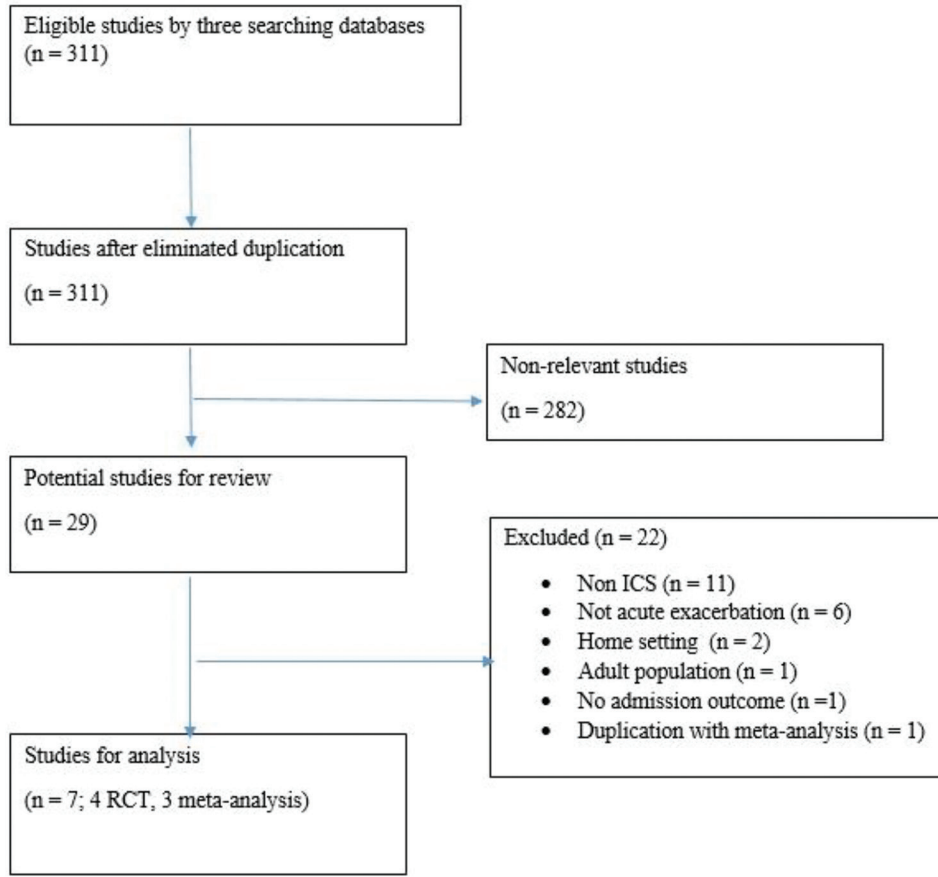 Eligible studies by three searching databases
(n = 311)
Studies after eliminated duplication
(n = 311)
Non-relevant studies
(n = 282)
Potential studies for review
(n = 29)
Excluded (n = 22)
• Non ICS (n = 11)
• Not acute exacerbation (n = 6)
• Home setting (n = 2)
• Adult population (n = 1)
• No admission outcome (n =1)
• Duplication with meta-analysis (n = 1)
Studies for analysis
(n = 7; 4 RCT, 3 meta-analysis)